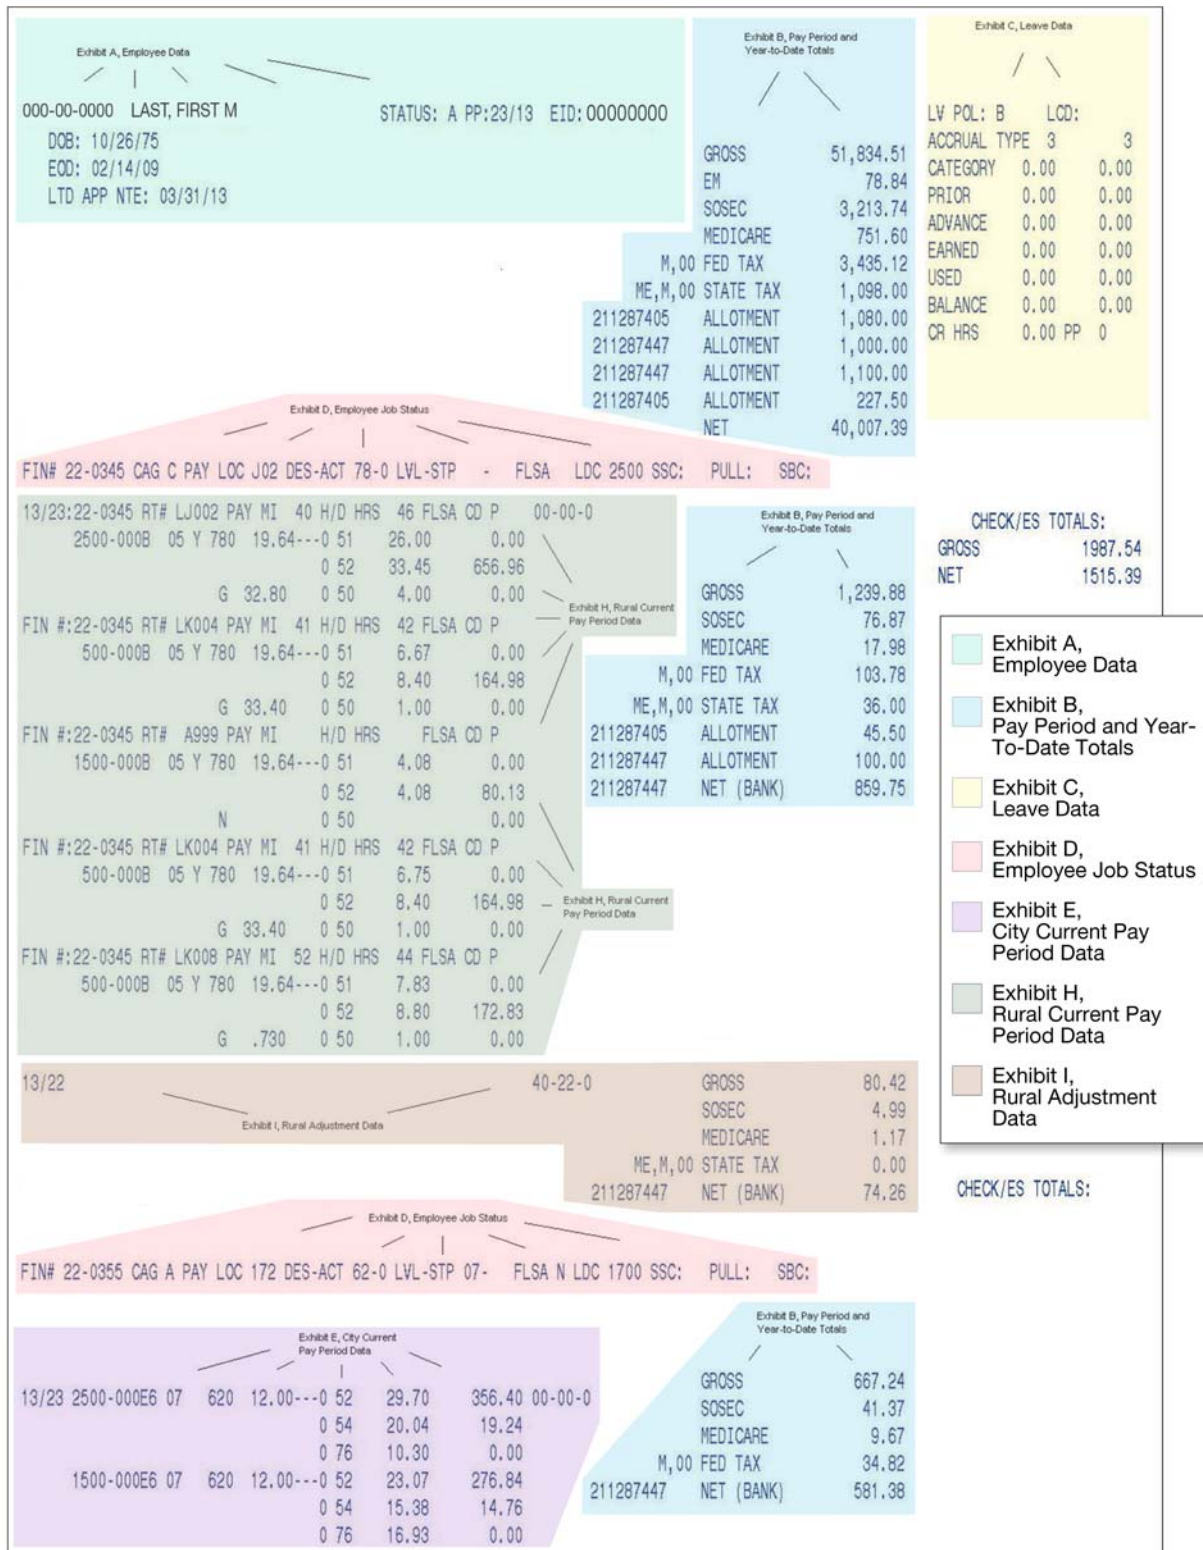 Exhibit A, Employee Data
000-00-0000 LAST, FIRST M STATUS: A PP:23/13 EID:00000000
DOB: 10/26/75
EOD: 02/14/09
LTD APP NTE: 03/31/13
Exhibit B, Pay Period and
Year-to-Date Totals
GROSS 51,834.51
EM 78.84
SOSEC 3,213.74
MEDICARE 751.60
M,00 FED TAX 3,435.12
ME,M,00 STATE TAX 1,098.00
211287405 ALLOTMENT 1,080.00
211287447 ALLOTMENT 1,000.00
211287447 ALLOTMENT 1,100.00
211287405 ALLOTMENT 227.50
NET 40,007.39
Exhibit C, Leave Data
LV POL: B LCD:
ACCRUAL TYPE 3 3
CATEGORY 0.00 0.00
PRIOR 0.00 0.00
ADVANCE 0.00 0.00
EARNED 0.00 0.00
USED 0.00 0.00
BALANCE 0.00 0.00
CR HRS 0.00 PP 0
Exhibit D, Employee Job Status
FIN# 22-0345 CAG C PAY LOC J02 DES-ACT 78-0 LVL-STP - FLSA LDC 2500 SSC: PULL: SBC:
13/23:22-0345 RT# LJ002 PAY MI 40 H/D HRS 46 FLSA CD P 00-00-0
2500-000B 05 Y 780 19.64---0 51 26.00 0.00
0 52 33.45 656.96
G 32.80 0 50 4.00 0.00
FIN #:22-0345 RT# LK004 PAY MI 41 H/D HRS 42 FLSA CD P
500-000B 05 Y 780 19.64---0 51 6.67 0.00
0 52 8.40 164.98
G 33.40 0 50 1.00 0.00
FIN #:22-0345 RT# A999 PAY MI H/D HRS FLSA CD P
1500-000B 05 Y 780 19.64---0 51 4.08 0.00
0 52 4.08 80.13
N 0 50 0.00
FIN #:22-0345 RT# LK004 PAY MI 41 H/D HRS 42 FLSA CD P
500-000B 05 Y 780 19.64---0 51 6.75 0.00
0 52 8.40 164.98
G 33.40 0 50 1.00 0.00
FIN #:22-0345 RT# LK008 PAY MI 52 H/D HRS 44 FLSA CD P
500-000B 05 Y 780 19.64---0 51 7.83 0.00
0 52 8.80 172.83
G .730 0 50 1.00 0.00
Exhibit H, Rural Current
Pay Period Data
Exhibit H, Rural Current
Pay Period Data
Exhibit B, Pay Period and
Year-to-Date Totals
GROSS 1,239.88
SOSEC 76.87
MEDICARE 17.98
M,00 FED TAX 103.78
ME,M,00 STATE TAX 36.00
211287405 ALLOTMENT 45.50
211287447 ALLOTMENT 100.00
211287447 NET (BANK) 859.75
CHECK/ES TOTALS:
GROSS 1987.54
NET 1515.39
Exhibit A,
Employee Data
Exhibit B,
Pay Period and Year-
To-Date Totals
Exhibit C,
Leave Data
Exhibit D,
Employee Job Status
Exhibit E,
City Current Pay
Period Data
Exhibit H,
Rural Current Pay
Period Data
Exhibit I,
Rural Adjustment
Data
13/22 40-22-0 GROSS 80.42
SOSEC 4.99
MEDICARE 1.17
ME,M,00 STATE TAX 0.00
211287447 NET (BANK) 74.26
Exhibit I, Rural Adjustment Data
CHECK/ES TOTALS:
Exhibit D, Employee Job Status
FIN# 22-0355 CAG A PAY LOC 172 DES-ACT 62-0 LVL-STP 07- FLSA N LDC 1700 SSC: PULL: SBC:
Exhibit E, City Current
Pay Period Data
13/23 2500-000E6 07 620 12.00---0 52 29.70 356.40 00-00-0
0 54 20.04 19.24
0 76 10.30 0.00
1500-000E6 07 620 12.00---0 52 23.07 276.84
0 54 15.38 14.76
0 76 16.93 0.00
Exhibit B, Pay Period and
Year-to-Date Totals
GROSS 667.24
SOSEC 41.37
MEDICARE 9.67
M,00 FED TAX 34.82
211287447 NET (BANK) 581.38